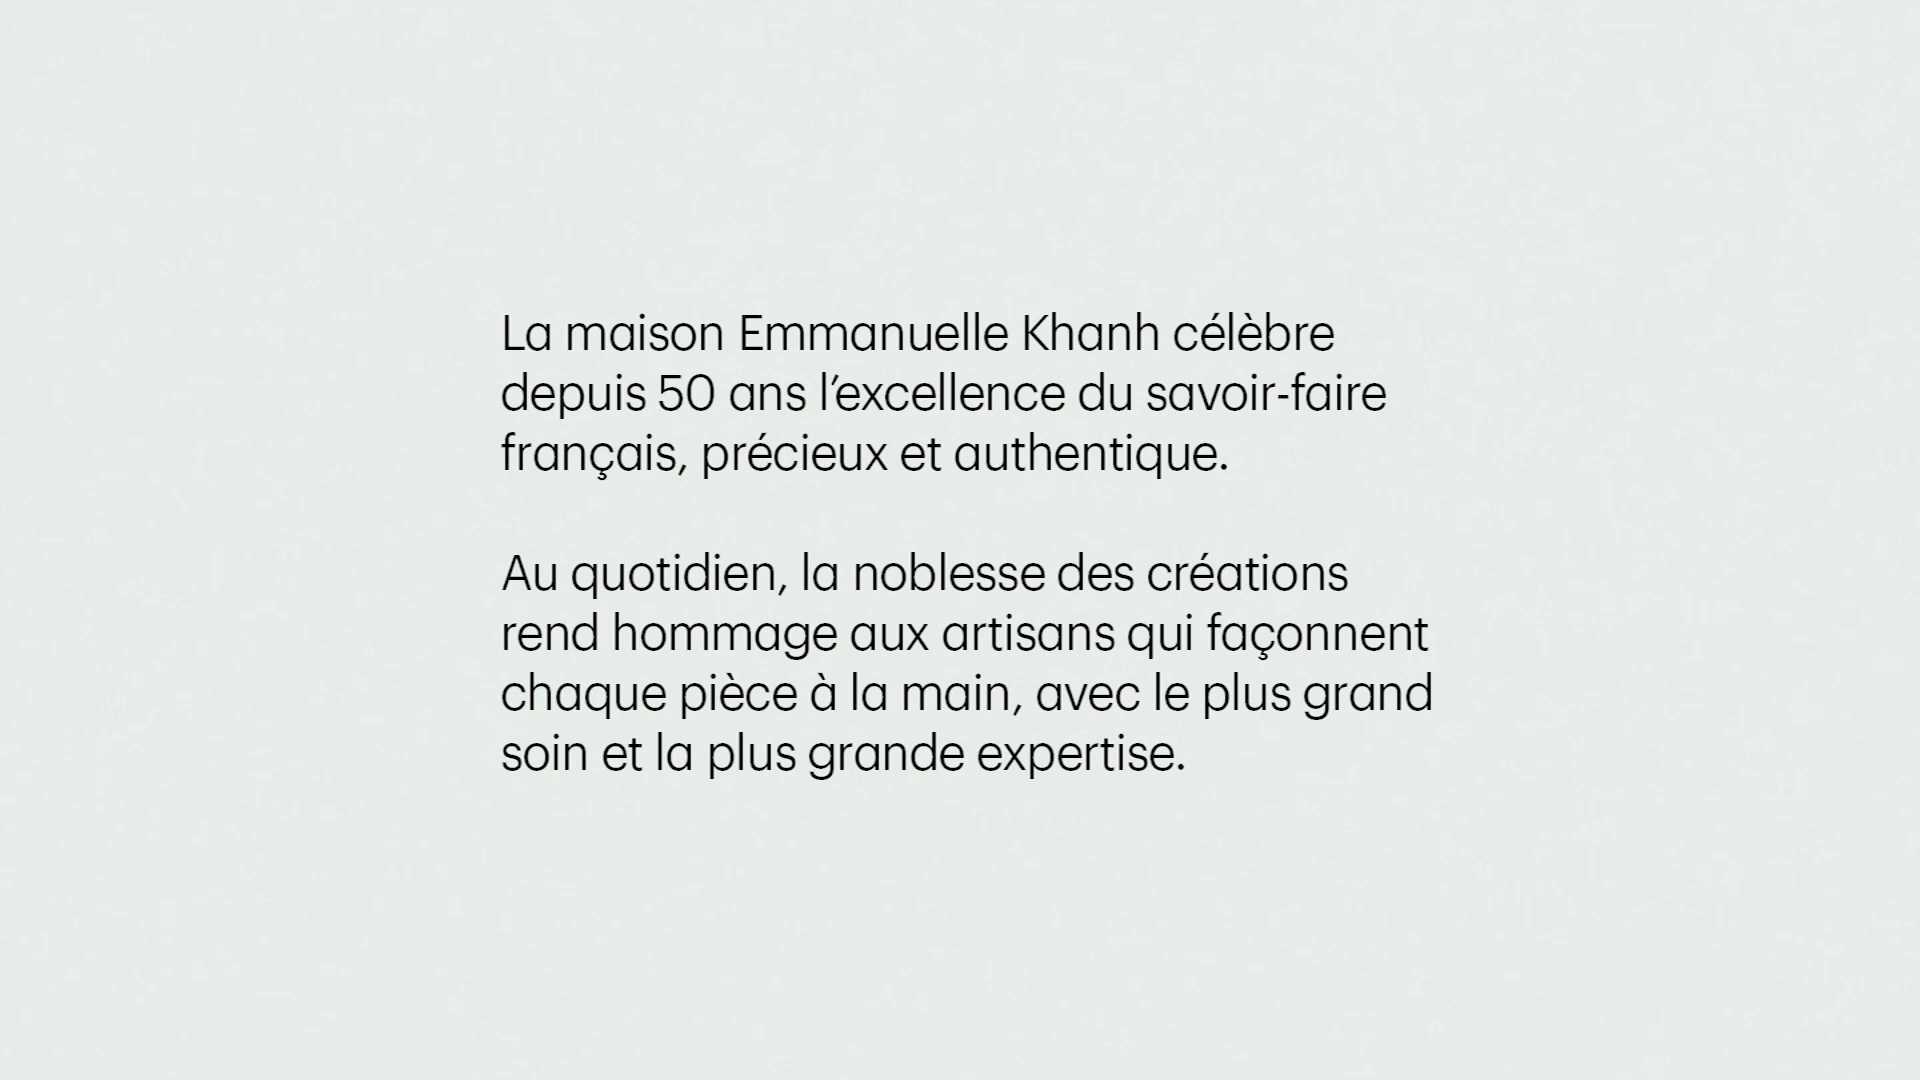 La maison Emmanuelle Khanh célèbre
depuis 50 ans l’excellence du savoir-faire
français, précieux et authentique.
Au quotidien, la noblesse des créations
rend hommage aux artisans qui façonnent
chaque pièce à la main, avec le plus grand
soin et la plus grande expertise.